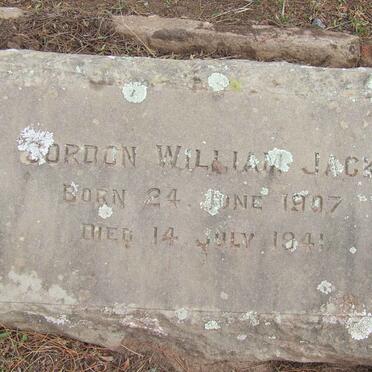 GORDON WILLIAM JACK
BORN 24 JUNE 1907
DIED 14 JULY 1941